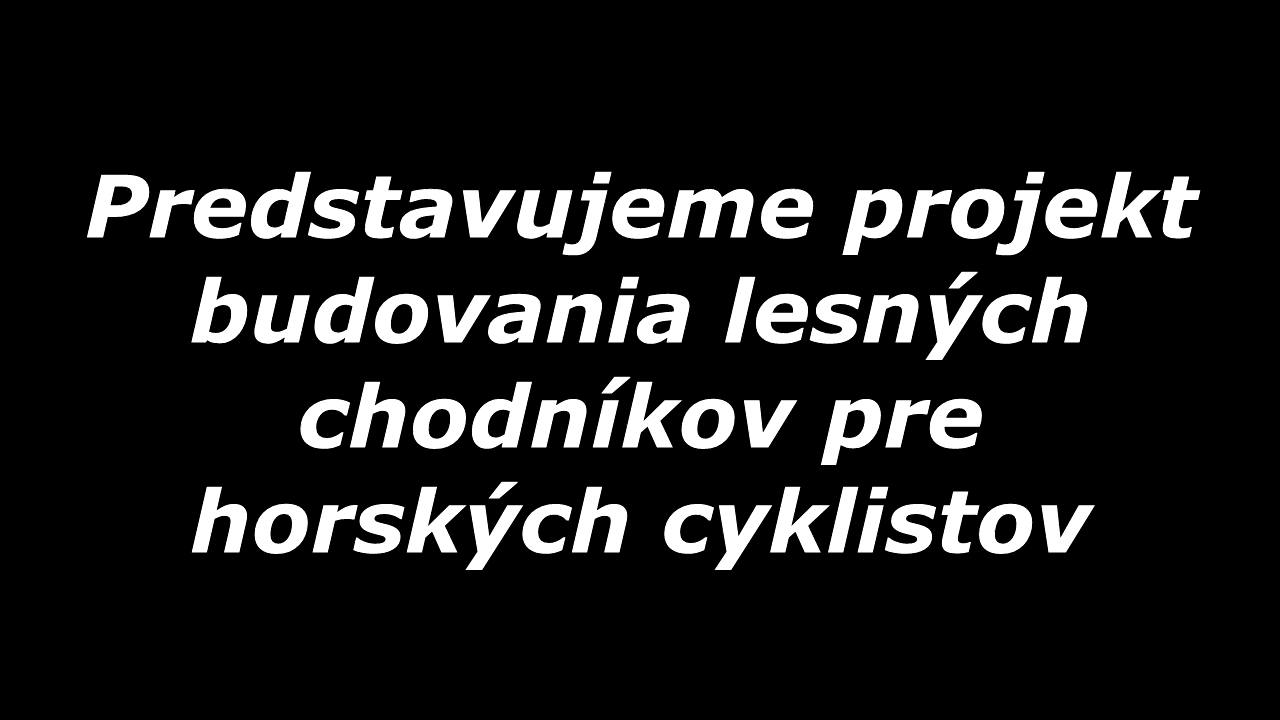 Predstavujeme projekt
budovania lesných
chodníkov pre
horských cyklistov